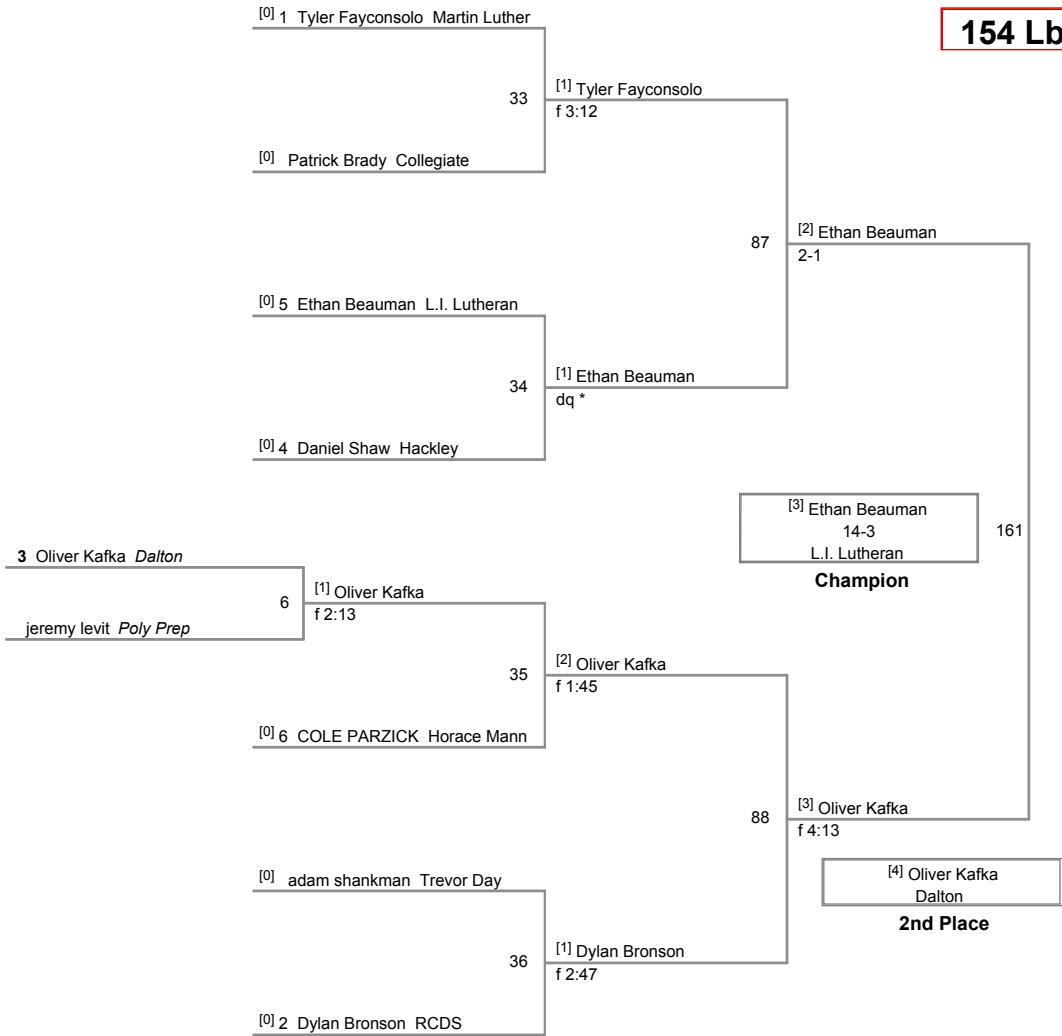 [0] 1 Tyler Fayconsolo Martin Luther
154 Lb
33
[1] Tyler Fayconsolo
f 3:12
[0] Patrick Brady Collegiate
87
[2] Ethan Beauman
2-1
[0] 5 Ethan Beauman L.I. Lutheran
34
[1] Ethan Beauman
dq *
[0] 4 Daniel Shaw Hackley
[3] Ethan Beauman
14-3
L.I. Lutheran
Champion
161
3 Oliver Kafka Dalton
6
[1] Oliver Kafka
f 2:13
jeremy levit Poly Prep
35
[2] Oliver Kafka
f 1:45
[0] 6 COLE PARZICK Horace Mann
88
[3] Oliver Kafka
f 4:13
[0] adam shankman Trevor Day
[4] Oliver Kafka
Dalton
2nd Place
36
[1] Dylan Bronson
f 2:47
[0] 2 Dylan Bronson RCDS